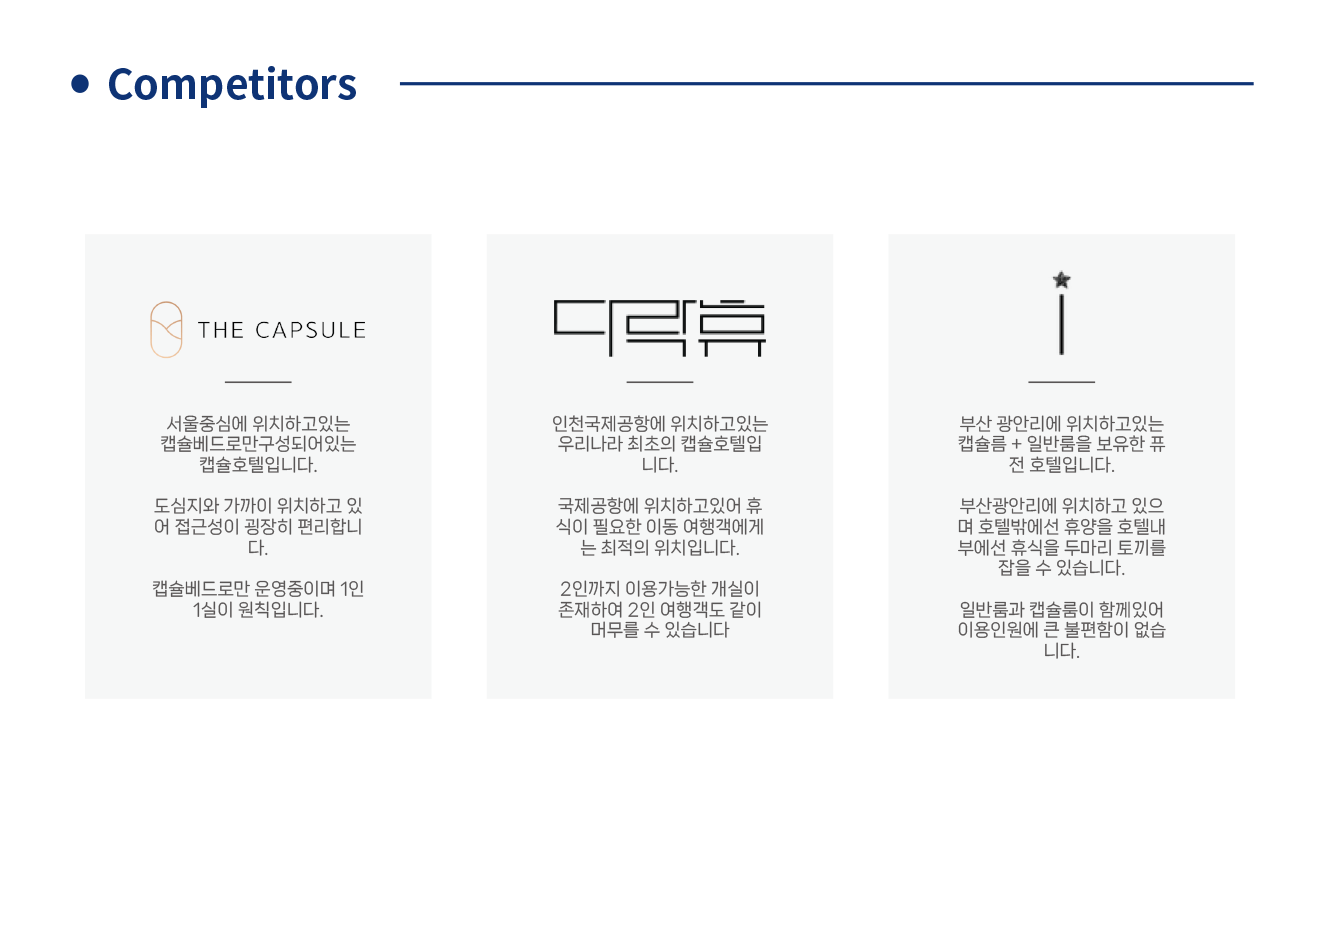 Competitors
THE CAPSULE
서울중심에 위치하고있는
캡슐베드로만구성되어있는
캡슐호텔입니다.
도심지와 가까이 위치하고 있
어 접근성이 굉장히 편리합니
다.
캡슐베드로만 운영중이며 1인
1실이 원칙입니다.
다락휴
인천국제공항에 위치하고있는
우리나라 최초의 캡슐호텔입
니다.
국제공항에 위치하고있어 휴
식이 필요한 이동 여행객에게
는 최적의 위치입니다.
2인까지 이용가능한 개실이
존재하여 2인 여행객도 같이
머무를 수 있습니다
부산 광안리에 위치하고있는
캡슐름 + 일반룸을 보유한 퓨
전 호텔입니다.
부산광안리에 위치하고 있으
며 호텔밖에선 휴양을 호텔내
부에선 휴식을 두마리 토끼를
잡을 수 있습니다.
일반룸과 캡슐룸이 함께있어
이용인원에 큰 불편함이 없습
니다.